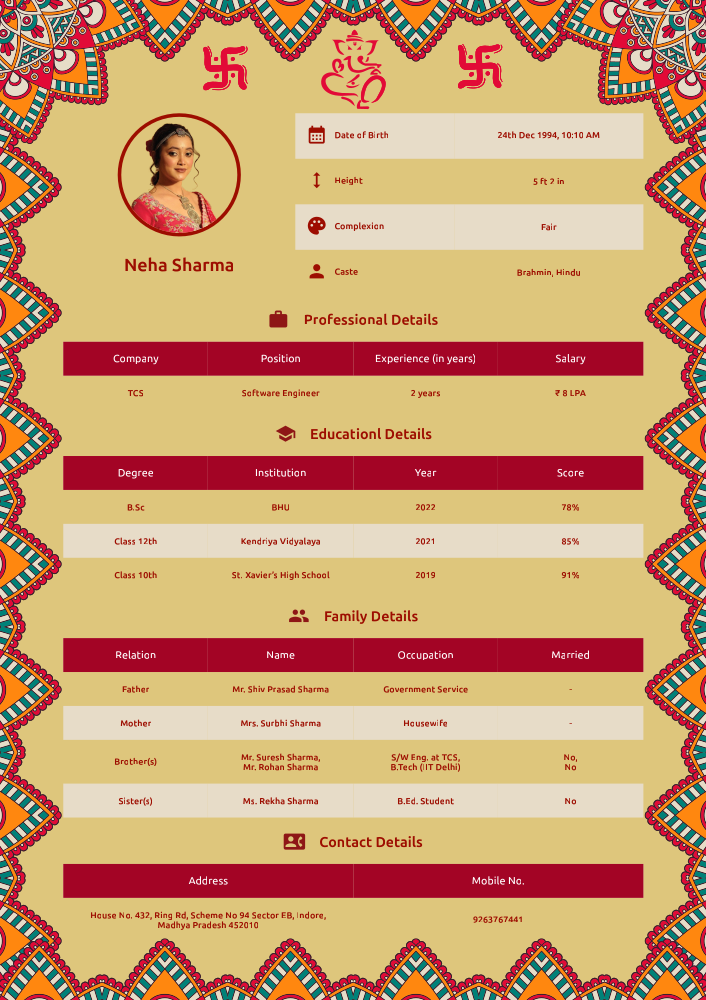 Date of Birth 24th Dec 1994, 10:10 AM
Height 5 ft 2 in
Complexion Fair
Caste Brahmin, Hindu
Neha Sharma
Professional Details
Company Position Experience (in years) Salary
TCS Software Engineer 2 years ₹ 8 LPA
Educationl Details
Degree Institution Year Score
B.Sc BHU 2022 78%
Class 12th Kendriya Vidyalaya 2021 85%
Class 10th St. Xavier's High School 2019 91%
Family Details
Relation Name Occupation Married
Father Mr. Shiv Prasad Sharma Government Service -
Mother Mrs. Surbhi Sharma Housewife -
Brother(s) Mr. Suresh Sharma, S/W Eng. at TCS, No,
Mr. Rohan Sharma B.Tech (IIT Delhi) No
Sister(s) Ms. Rekha Sharma B.Ed. Student No
Contact Details
Address Mobile No.
House No. 432, Ring Rd, Scheme No 94 Sector EB, Indore, 9263767441
Madhya Pradesh 452010